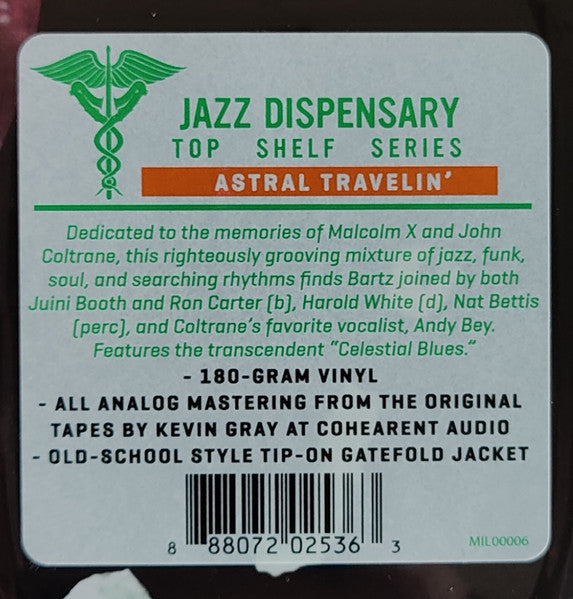 JAZZ DISPENSARY
TOP SHELF SERIES
ASTRAL TRAVELIN'
Dedicated to the memories of Malcolm X and John
Coltrane, this righteously grooving mixture of jazz, funk,
soul, and searching rhythms finds Bartz joined by both
Juini Booth and Ron Carter (b), Harold White (d), Nat Bettis
(perc), and Coltrane's favorite vocalist, Andy Bey.
Features the transcendent "Celestial Blues."
- 180-GRAM VINYL
- ALL ANALOG MASTERING FROM THE ORIGINAL
TAPES BY KEVIN GRAY AT COHEARENT AUDIO
- OLD-SCHOOL STYLE TIP-ON GATEFOLD JACKET
8 88072 02536 3
MIL00006